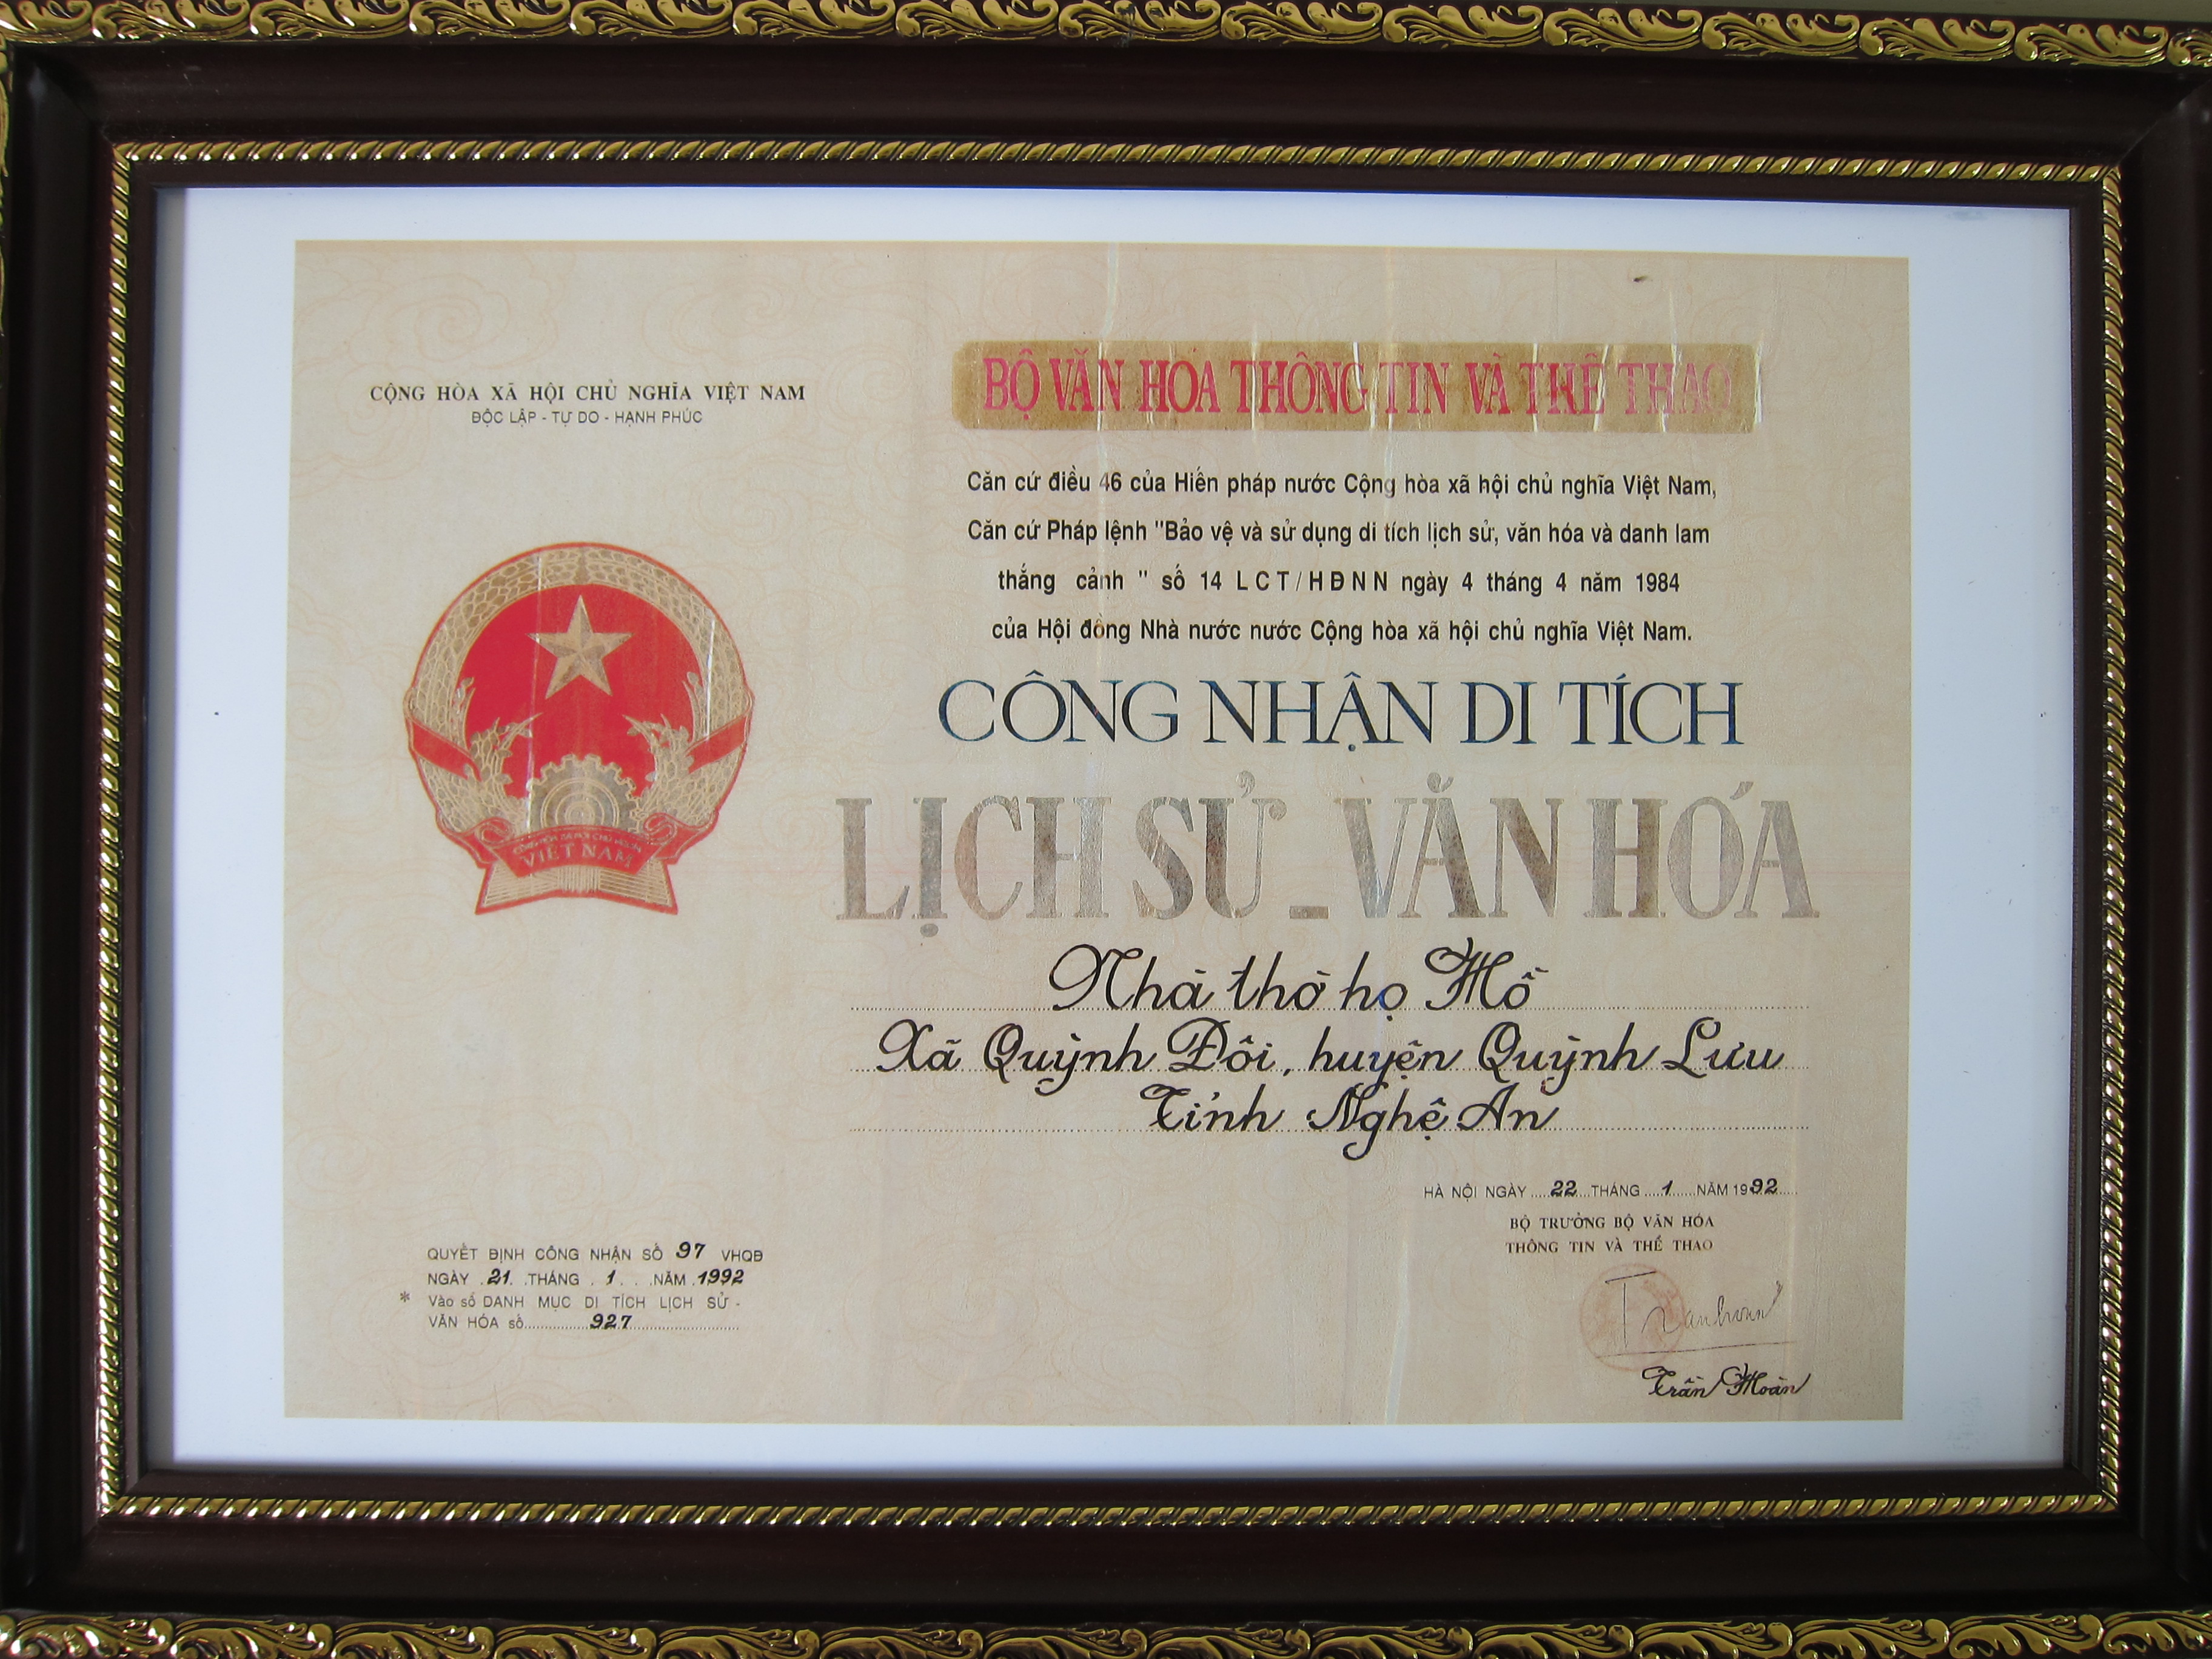 CỘNG HÒA XÃ HỘI CHỦ NGHĨA VIỆT NAM
ĐỘC LẬP - TỰ DO - HẠNH PHÚC
VIỆT NAM
BỘ VĂN HÓA THÔNG TIN VÀ THỂ THAO
Căn cứ điều 46 của Hiến pháp nước Cộng hòa xã hội chủ nghĩa Việt Nam,
Căn cứ Pháp lệnh "Bảo vệ và sử dụng di tích lịch sử, văn hóa và danh lam
thắng cảnh " số 14 LCT/HĐNN ngày 4 tháng 4 năm 1984
của Hội đồng Nhà nước nước Cộng hòa xã hội chủ nghĩa Việt Nam.
CÔNG NHẬN DI TÍCH
LỊCH SỬ _ VĂN HÓA
Nhà thờ họ Hồ
Xã Quỳnh Đôi, huyện Quỳnh Lưu
Tỉnh Nghệ An
HÀ NỘI NGÀY 22 THÁNG 1 NĂM 1992
BỘ TRƯỞNG BỘ VĂN HÓA
THÔNG TIN VÀ THỂ THAO
Trần Hoàn
QUYẾT ĐỊNH CÔNG NHẬN SỐ 97 VHQĐ
NGÀY 21 THÁNG 1 NĂM 1992
* Vào số DANH MỤC DI TÍCH LỊCH SỬ -
VĂN HÓA số 927